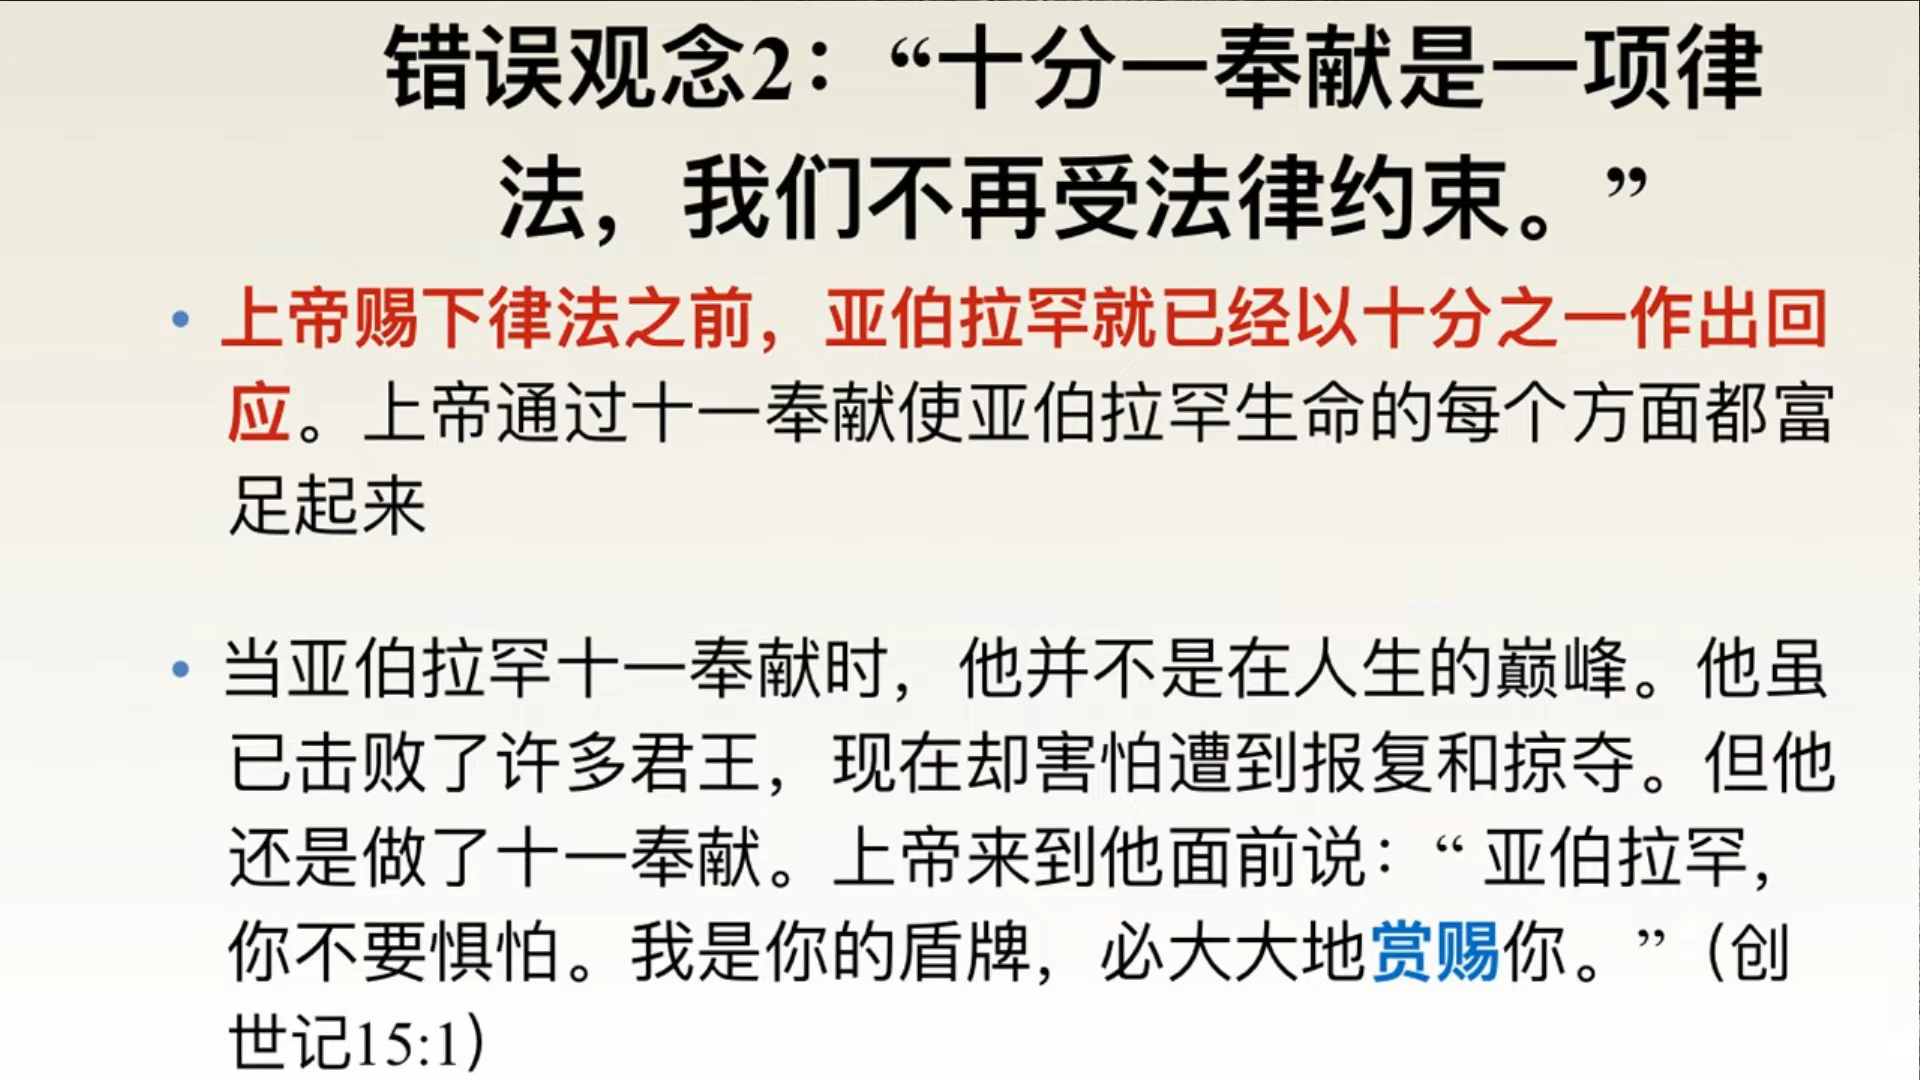 错误观念2：“十分一奉献是一项律
法，我们不再受法律约束。”
• 上帝赐下律法之前，亚伯拉罕就已经以十分之一作出回
应。上帝通过十一奉献使亚伯拉罕生命的每个方面都富
足起来
• 当亚伯拉罕十一奉献时，他并不是在人生的巅峰。他虽
已击败了许多君王，现在却害怕遭到报复和掠夺。但他
还是做了十一奉献。上帝来到他面前说：“ 亚伯拉罕，
你不要惧怕。我是你的盾牌，必大大地赏赐你。”（创
世记15:1）